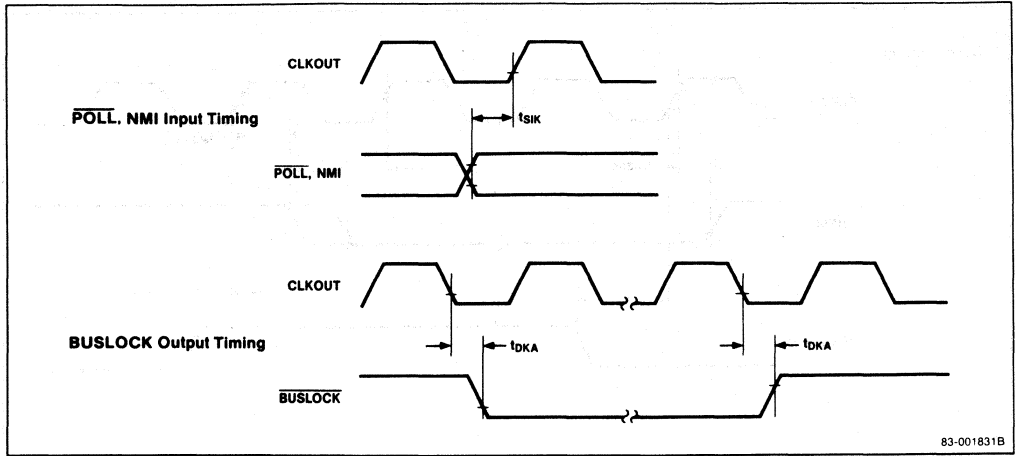 CLKOUT
POLL, NMI Input Timing
tSIK
POLL, NMI
CLKOUT
BUSLOCK Output Timing
tDKA
tDKA
BUSLOCK
83-001831B